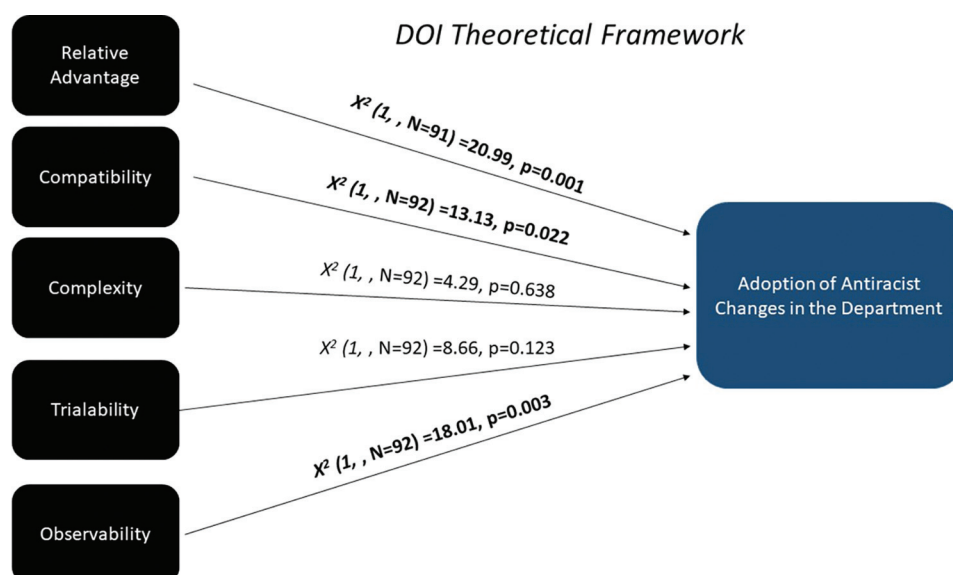 DOI Theoretical Framework
Relative
Advantage
X² (1, , N=91) =20.99, p=0.001
Compatibility
X² (1, , N=92) =13.13, p=0.022
Complexity
X² (1, , N=92) =4.29, p=0.638
Adoption of Antiracist
Changes in the Department
X² (1, , N=92) =8.66, p=0.123
Trialability
X² (1, , N=92) =18.01, p=0.003
Observability